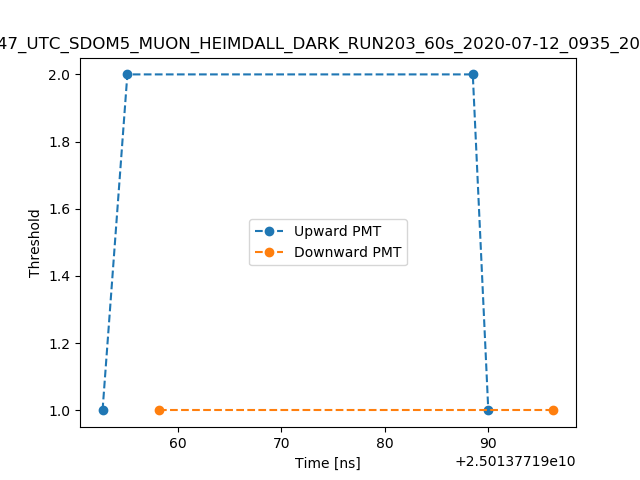 47_UTC_SDOM5_MUON_HEIMDALL_DARK_RUN203_60s_2020-07-12_0935_20
2.0
1.8
1.6
1.4
1.2
1.0
Threshold
Upward PMT
Downward PMT
60 70 80 90
Time [ns]
+2.50137719e10